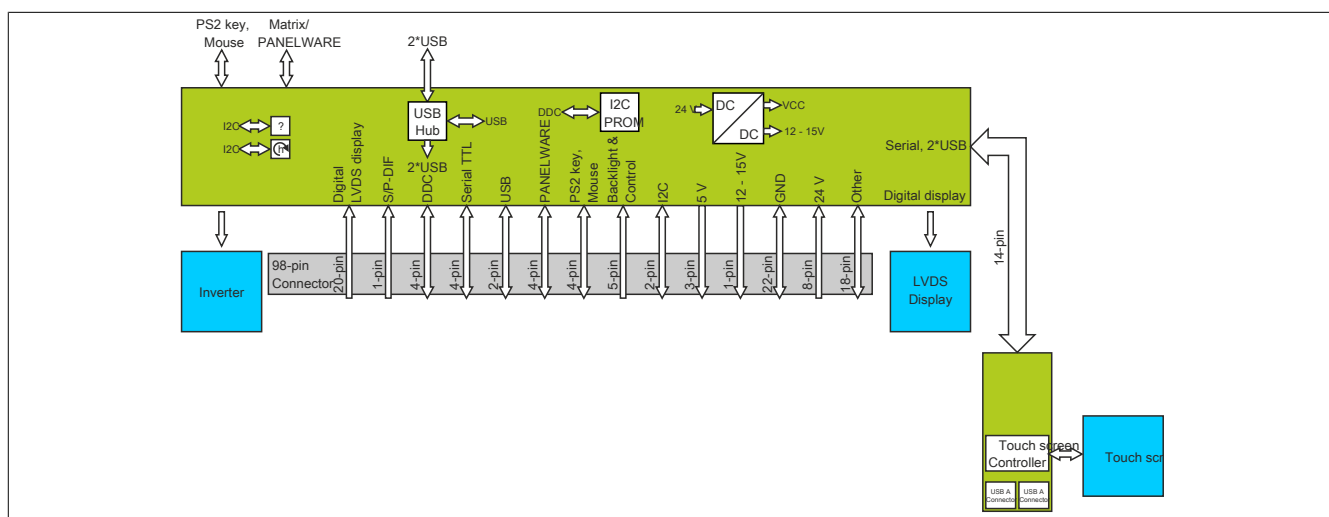 PS2 key,
Mouse
Matrix/
PANELWARE
2*USB
I2C
?
I2C
h
USB
Hub
USB
2*USB
DDC
I2C
PROM
24 V
DC
DC
VCC
12 - 15V
Serial, 2*USB
Digital display
Digital
LVDS display
S/P-DIF
DDC
Serial TTL
USB
PANELWARE
PS2 key,
Mouse
Backlight &
Control
I2C
5 V
12 - 15V
GND
24 V
Other
98-pin
Connector
20-pin
1-pin
4-pin
4-pin
2-pin
4-pin
4-pin
5-pin
2-pin
3-pin
1-pin
22-pin
8-pin
18-pin
Inverter
LVDS
Display
14-pin
Touch screen
Controller
Touch scr
USB A
Connecto
USB A
Connecto